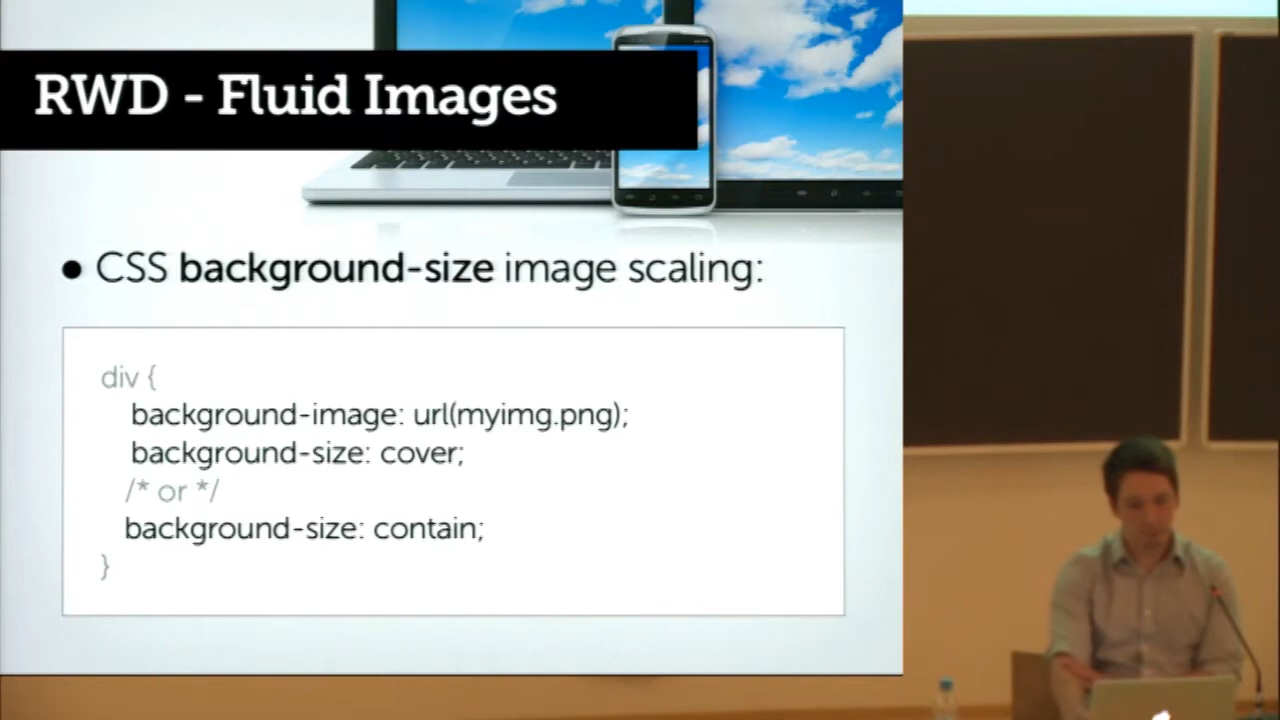 RWD - Fluid Images
● CSS background-size image scaling:
div {
background-image: url(myimg.png);
background-size: cover;
/* or */
background-size: contain;
}